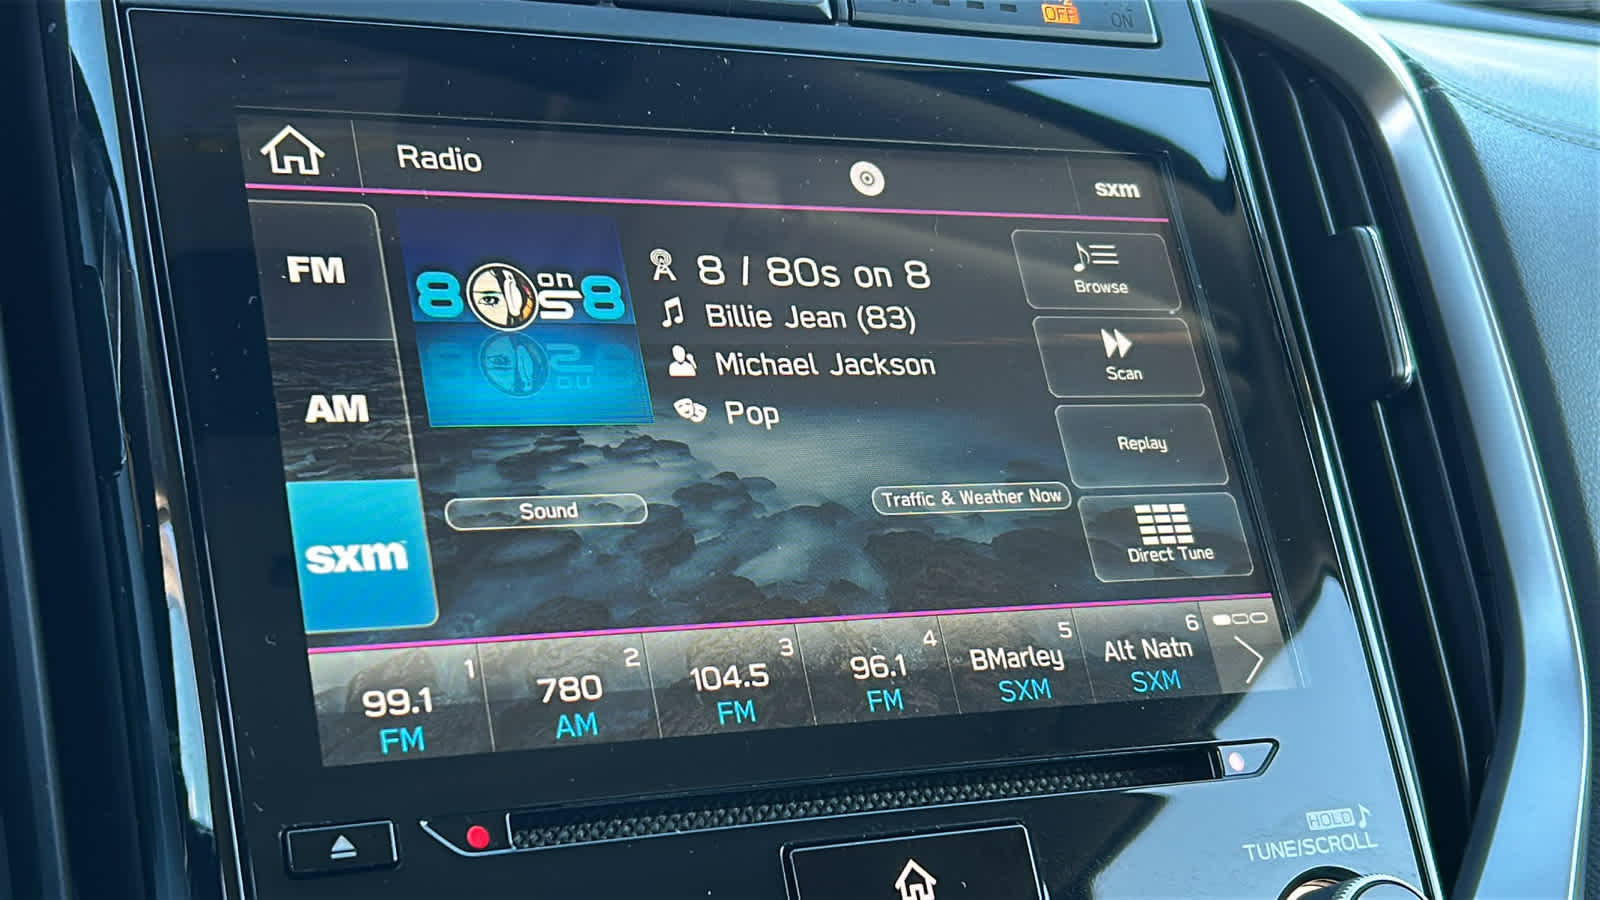 OFF
ON
Radio
sxm
FM
AM
sxm
8 on
80s8
8 / 80s on 8
Billie Jean (83)
Michael Jackson
Pop
Sound
Traffic & Weather Now
Browse
Scan
Replay
Direct Tune
1
99.1
FM
2
780
AM
3
104.5
FM
4
96.1
FM
5
BMarley
SXM
6
Alt Natn
SXM
HOLD
TUNE/SCROLL